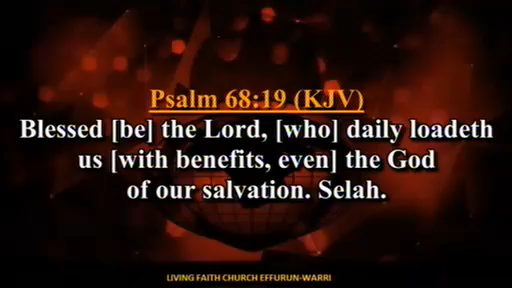 Psalm 68:19 (KJV)
Blessed [be] the Lord, [who] daily loadeth
us [with benefits, even] the God
of our salvation. Selah.
LIVING FAITH CHURCH EFFURUN-WARRI